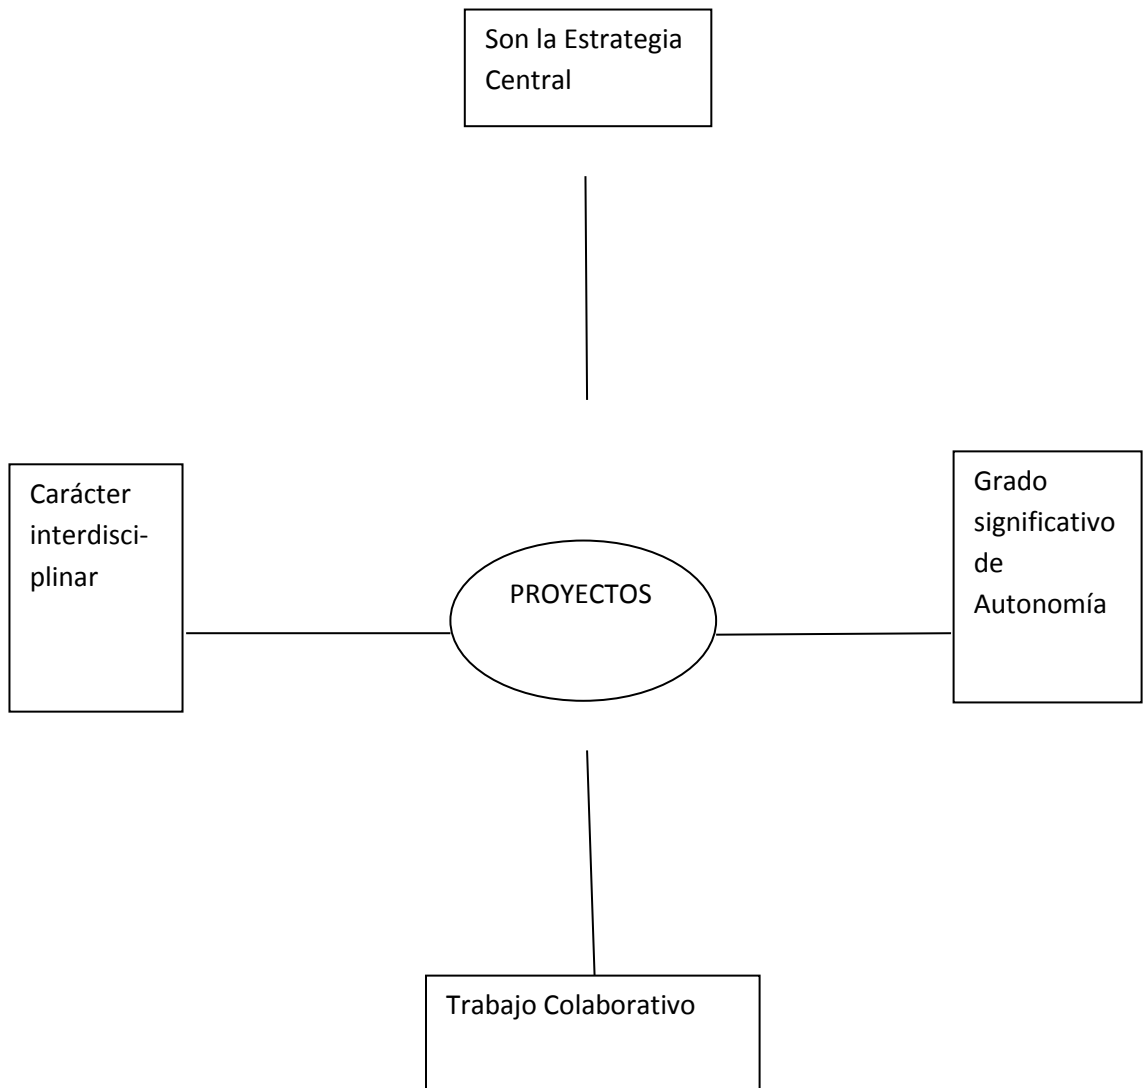 Son la Estrategia
Central
Carácter
interdisci-
plinar
PROYECTOS
Grado
significativo
de
Autonomía
Trabajo Colaborativo